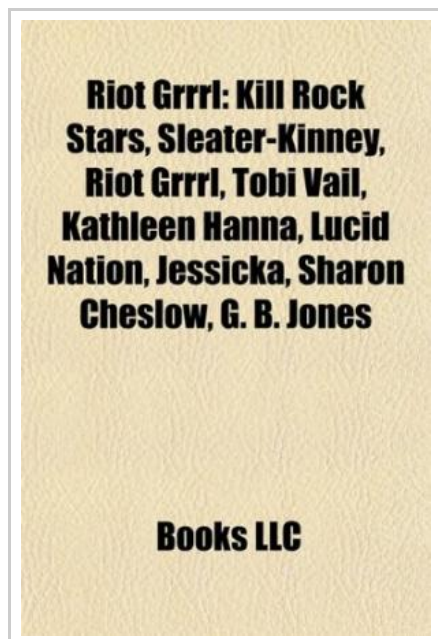 Riot Grrrl: Kill Rock
Stars, Sleater-Kinney,
Riot Grrrl, Tobi Vail,
Kathleen Hanna, Lucid
Nation, Jessicka, Sharon
Cheslow, G. B. Jones
Books LLC